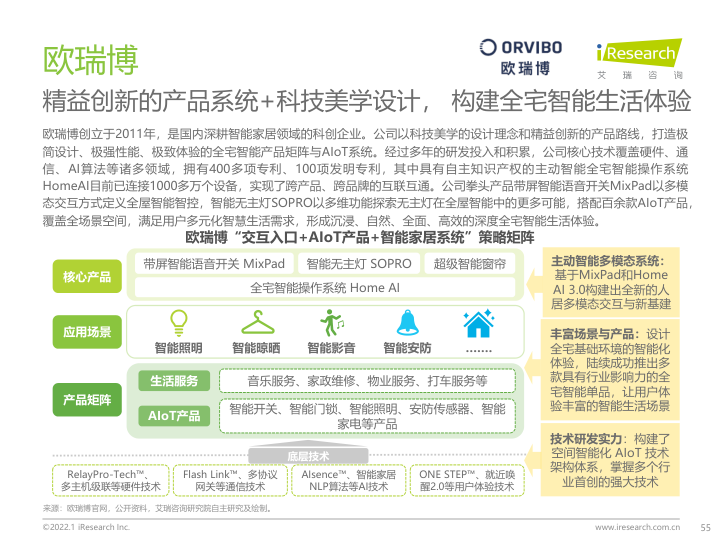 欧瑞博
ORVIBO
欧瑞博
iResearch
艾 瑞 咨 询
精益创新的产品系统+科技美学设计， 构建全宅智能生活体验
欧瑞博创立于2011年，是国内深耕智能家居领域的科创企业。公司以科技美学的设计理念和精益创新的产品路线，打造极
简设计、极强性能、极致体验的全宅智能产品矩阵与AIoT系统。经过多年的研发投入和积累，公司核心技术覆盖硬件、通
信、AI算法等诸多领域，拥有400多项专利、100项发明专利，其中具有自主知识产权的主动智能全宅智能操作系统
HomeAI目前已连接1000多万个设备，实现了跨产品、跨品牌的互联互通。公司拳头产品带屏智能语音开关MixPad以多模
态交互方式定义全屋智能智控，智能无主灯SOPRO以多维功能探索无主灯在全屋智能中的更多可能，搭配百余款AIoT产品，
覆盖全场景空间，满足用户多元化智慧生活需求，形成沉浸、自然、全面、高效的深度全宅智能生活体验。
欧瑞博“交互入口+AIoT产品+智能家居系统”策略矩阵
核心产品
带屏智能语音开关 MixPad
智能无主灯 SOPRO
超级智能窗帘
全宅智能操作系统 Home AI
主动智能多模态系统：
基于MixPad和Home
AI 3.0构建出全新的人
居多模态交互与新基建
应用场景
智能照明
智能晾晒
智能影音
智能安防
.......
丰富场景与产品：设计
全宅基础环境的智能化
体验，陆续成功推出多
款具有行业影响力的全
宅智能单品，让用户体
验丰富的智能生活场景
产品矩阵
生活服务
音乐服务、家政维修、物业服务、打车服务等
AIoT产品
智能开关、智能门锁、智能照明、安防传感器、智能
家电等产品
底层技术
RelayPro-Tech™、
多主机级联等硬件技术
Flash Link™、多协议
网关等通信技术
AIsence™、智能家居
NLP算法等AI技术
ONE STEP™、就近唤
醒2.0等用户体验技术
技术研发实力：构建了
空间智能化 AIoT 技术
架构体系，掌握多个行
业首创的强大技术
来源：欧瑞博官网，公开资料，艾瑞咨询研究院自主研究及绘制。
©2022.1 iResearch Inc.
www.iresearch.com.cn
55